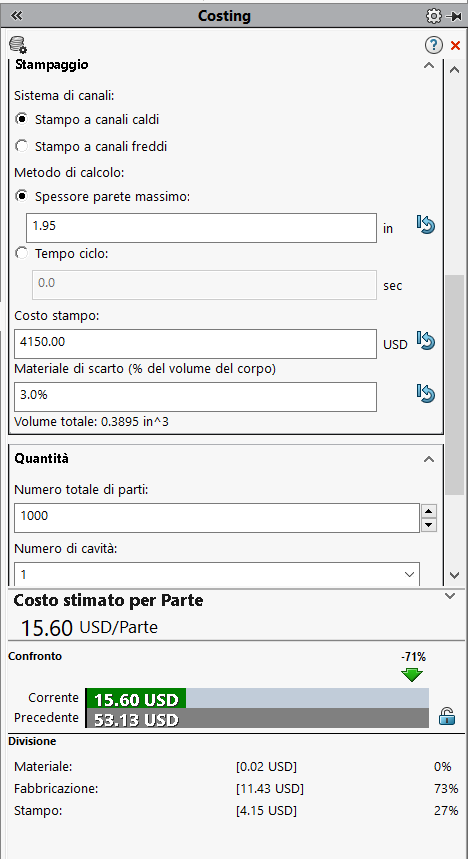 Costing
Stampaggio
Sistema di canali:
Stampo a canali caldi
Stampo a canali freddi
Metodo di calcolo:
Spessore parete massimo:
1.95 in
Tempo ciclo:
0.0 sec
Costo stampo:
4150.00 USD
Materiale di scarto (% del volume del corpo)
3.0%
Volume totale: 0.3895 in^3
Quantità
Numero totale di parti:
1000
Numero di cavità:
1
Costo stimato per Parte
15.60 USD/Parte
Confronto -71%
Corrente 15.60 USD
Precedente 53.13 USD
Divisione
Materiale: [0.02 USD] 0%
Fabbricazione: [11.43 USD] 73%
Stampo: [4.15 USD] 27%